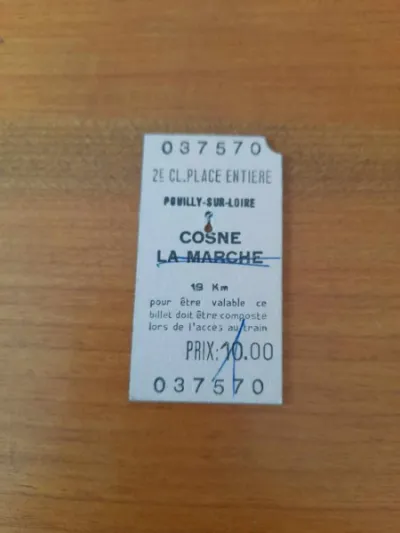 037570
2E CL.PLACE ENTIERE
POUILLY-SUR-LOIRE
COSNE
LA MARCHE
19 Km
pour être valable ce
billet doit être composté
lors de l'accès au train
PRIX:10.00
037570